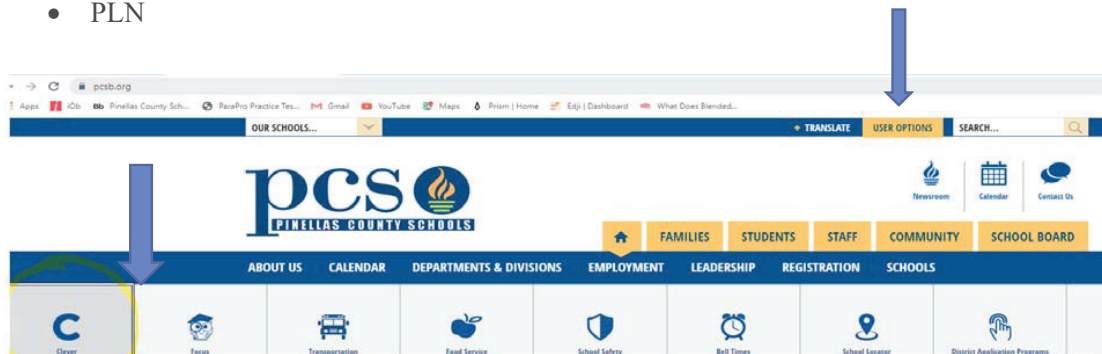 • PLN
pcsb.org
Apps iOb Bb Pinellas County Sch... ParaPro Practice Tes... Gmail YouTube Maps Prism | Home Edji | Dashboard What Does Blended...
OUR SCHOOLS... TRANSLATE USER OPTIONS SEARCH...
pcs
PINELLAS COUNTY SCHOOLS
Newsroom Calendar Contact Us
FAMILIES STUDENTS STAFF COMMUNITY SCHOOL BOARD
ABOUT US CALENDAR DEPARTMENTS & DIVISIONS EMPLOYMENT LEADERSHIP REGISTRATION SCHOOLS
C
Clever Focus Transportation Food Service School Safety Bell Times School Locator District Application Programs